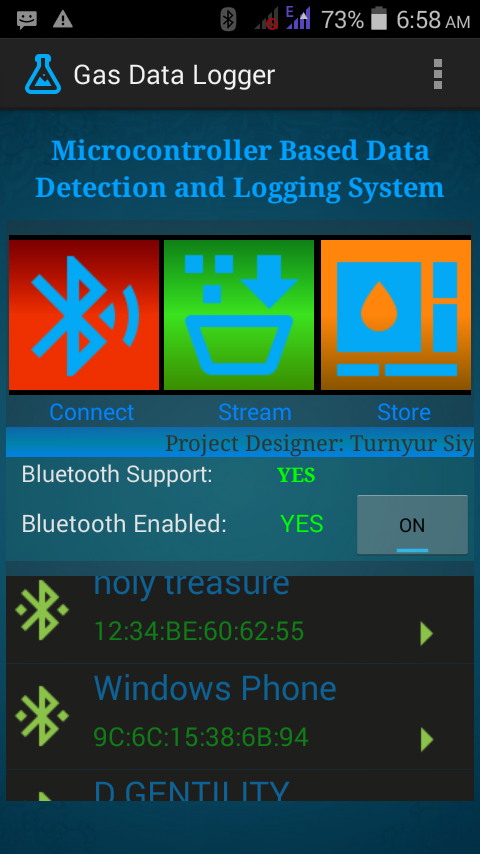 E 73% 6:58 AM
Gas Data Logger
Microcontroller Based Data
Detection and Logging System
Connect Stream Store
Project Designer: Turnyur Siy
Bluetooth Support: YES
Bluetooth Enabled: YES ON
holy treasure
12:34:BE:60:62:55
Windows Phone
9C:6C:15:38:6B:94
D GENTILITY